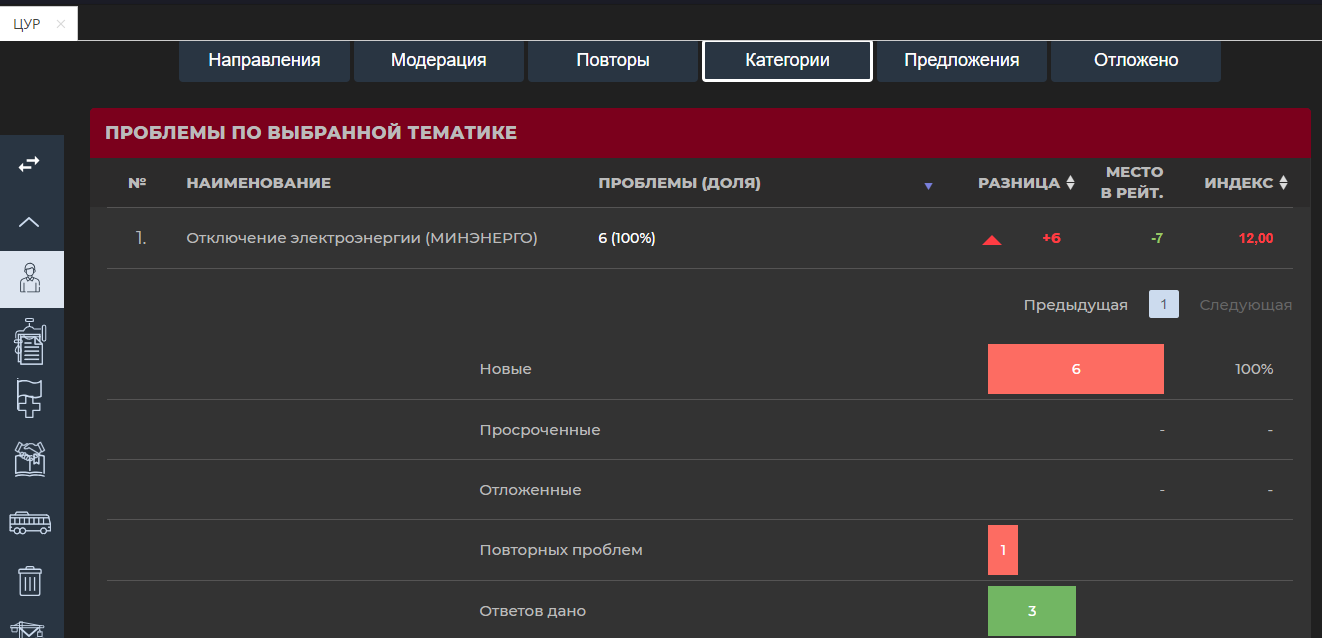 ЦУР ×
Направления Модерация Повторы Категории Предложения Отложено
ПРОБЛЕМЫ ПО ВЫБРАННОЙ ТЕМАТИКЕ
№ НАИМЕНОВАНИЕ ПРОБЛЕМЫ (ДОЛЯ) РАЗНИЦА МЕСТО В РЕЙТ. ИНДЕКС
1. Отключение электроэнергии (МИНЭНЕРГО) 6 (100%) +6 -7 12,00
Предыдущая 1 Следующая
Новые 6 100%
Просроченные - -
Отложенные - -
Повторных проблем 1
Ответов дано 3